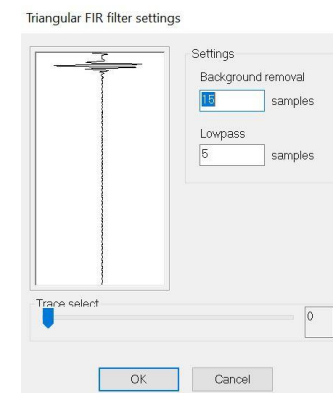 Triangular FIR filter settings
Settings
Background removal
15 samples
Lowpass
5 samples
Trace select
0
OK Cancel